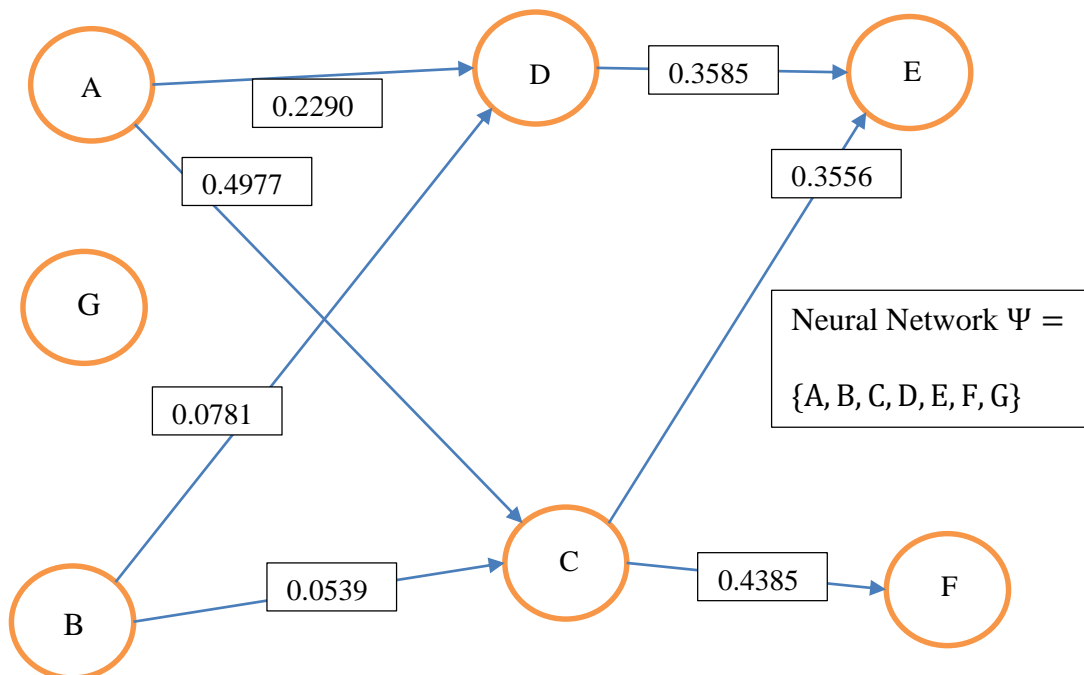 A
D
0.3585
E
0.2290
0.4977
0.3556
G
Neural Network Ψ =
{A, B, C, D, E, F, G}
0.0781
C
0.0539
0.4385
F
B